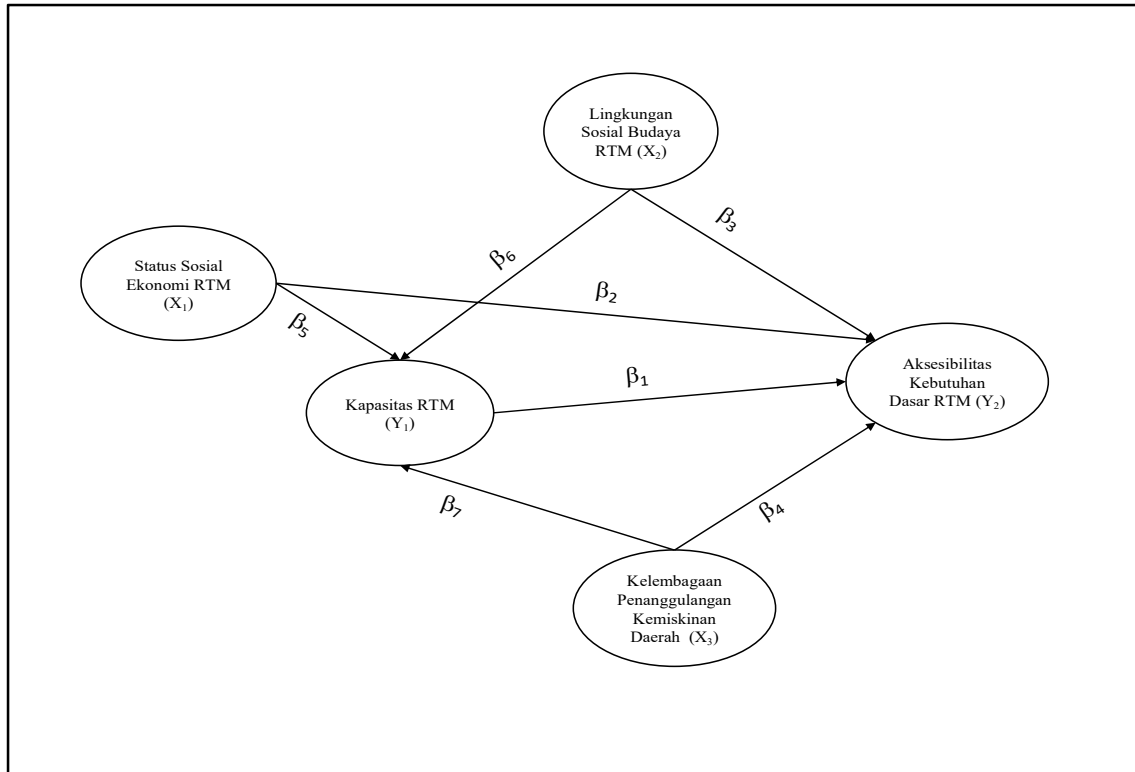 Lingkungan
Sosial Budaya
RTM (X₂)
β₃
β₆
Status Sosial
Ekonomi RTM
(X₁)
β₂
β₅
Aksesibilitas
Kebutuhan
Dasar RTM (Y₂)
β₁
Kapasitas RTM
(Y₁)
β₇
β₄
Kelembagaan
Penanggulangan
Kemiskinan
Daerah (X₃)